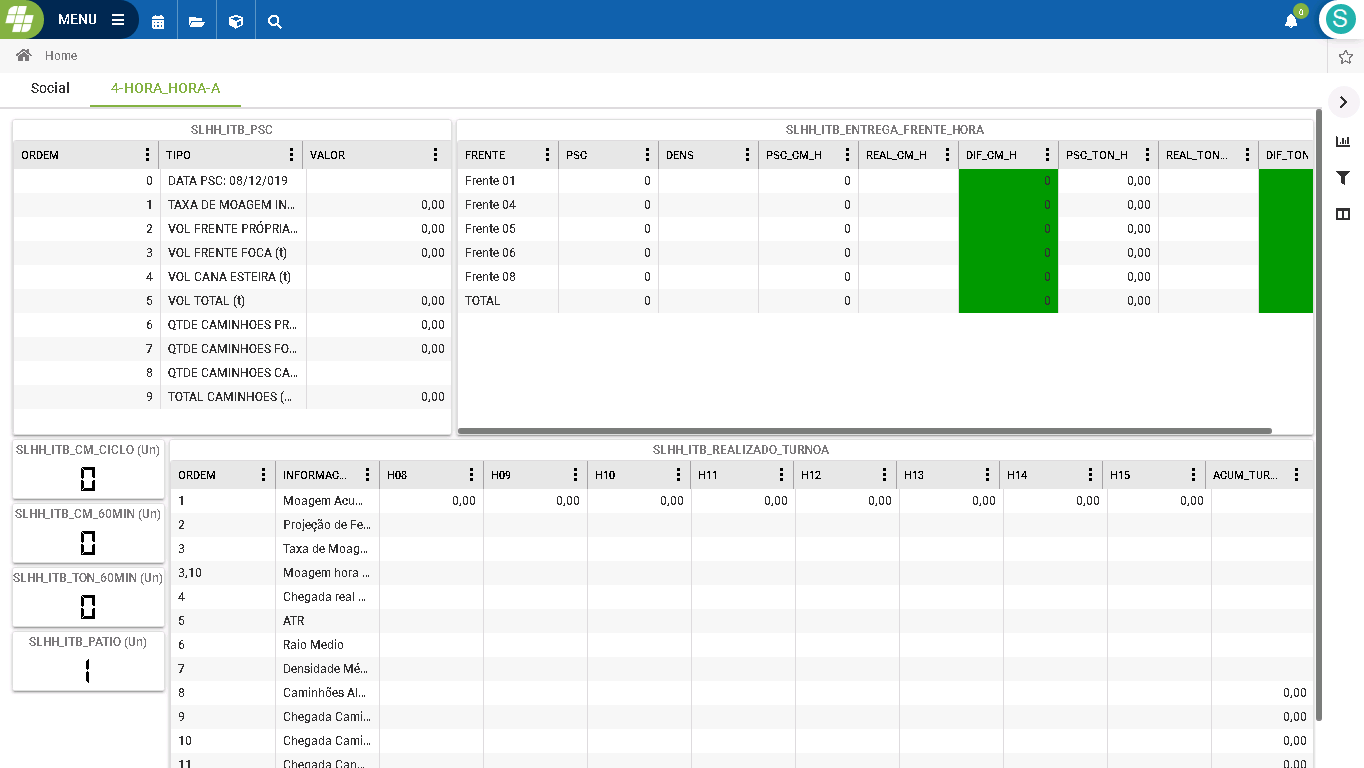 MENU
0
S
Home
Social
4-HORA_HORA-A
SLHH_ITB_PSC
ORDEM TIPO VALOR
0 DATA PSC: 08/12/019
1 TAXA DE MOAGEM IN... 0,00
2 VOL FRENTE PRÓPRIA... 0,00
3 VOL FRENTE FOCA (t) 0,00
4 VOL CANA ESTEIRA (t)
5 VOL TOTAL (t) 0,00
6 QTDE CAMINHOES PR... 0,00
7 QTDE CAMINHOES FO... 0,00
8 QTDE CAMINHOES CA...
9 TOTAL CAMINHOES (... 0,00
SLHH_ITB_ENTREGA_FRENTE_HORA
FRENTE PSC DENS PSC_CM_H REAL_CM_H DIF_CM_H PSC_TON_H REAL_TON... DIF_TON
Frente 01 0 0 0 0,00
Frente 04 0 0 0 0,00
Frente 05 0 0 0 0,00
Frente 06 0 0 0 0,00
Frente 08 0 0 0 0,00
TOTAL 0 0 0 0,00
SLHH_ITB_CM_CICLO (Un)
0
SLHH_ITB_CM_60MIN (Un)
0
SLHH_ITB_TON_60MIN (Un)
0
SLHH_ITB_PATIO (Un)
1
SLHH_ITB_REALIZADO_TURNOA
ORDEM INFORMAC... H08 H09 H10 H11 H12 H13 H14 H15 ACUM_TUR...
1 Moagem Acu... 0,00 0,00 0,00 0,00 0,00 0,00 0,00 0,00
2 Projeção de Fe...
3 Taxa de Moag...
3,10 Moagem hora ...
4 Chegada real ...
5 ATR
6 Raio Medio
7 Densidade Mé...
8 Caminhões Al... 0,00
9 Chegada Cami... 0,00
10 Chegada Cami... 0,00
11 Chegada Can... 0,00